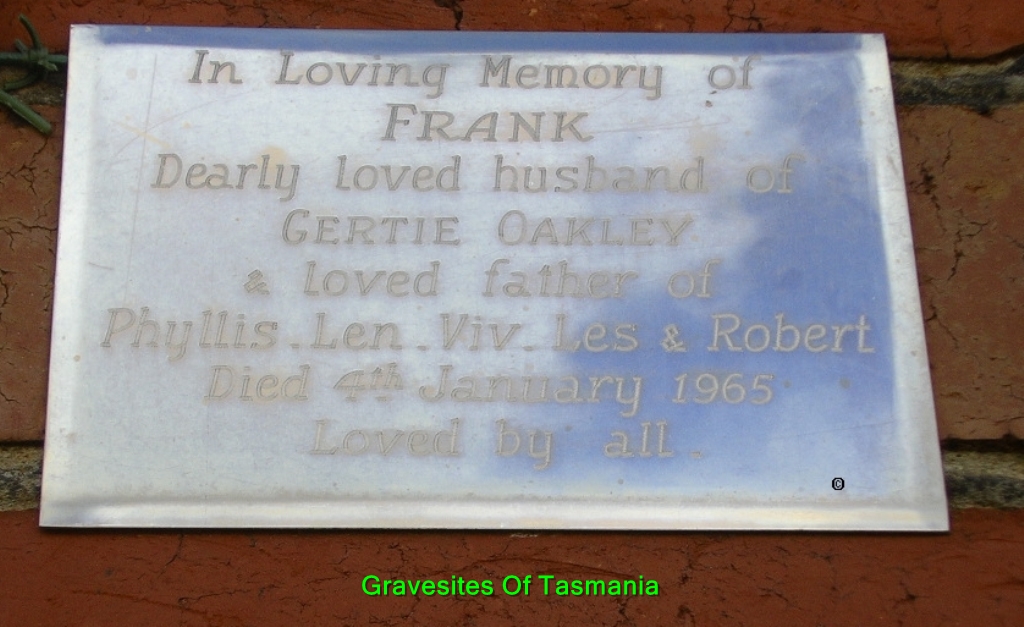 In Loving Memory of
FRANK
Dearly loved husband of
GERTIE OAKLEY
& loved father of
Phyllis . Len . Viv . Les & Robert
Died 4th January 1965
Loved by all .
©
Gravesites Of Tasmania